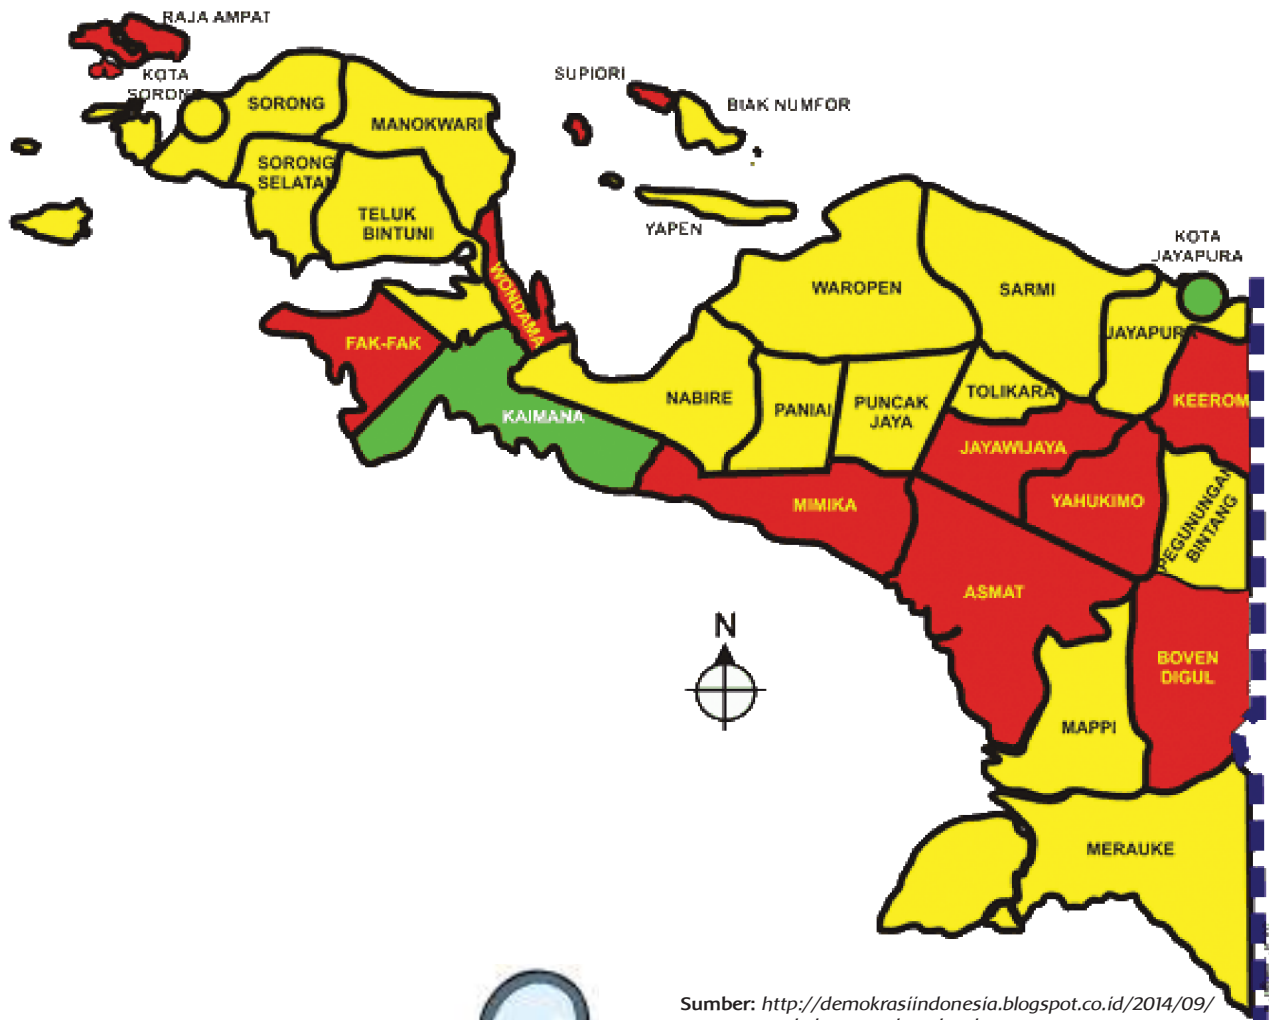 RAJA AMPAT
KOTA
SORONG
SORONG
MANOKWARI
SORONG
SELATAN
TELUK
BINTUNI
SUPIORI
BIAK NUMFOR
YAPEN
WONDAMA
FAK-FAK
KAIMANA
WAROPEN
SARMI
KOTA
JAYAPURA
JAYAPURA
KEEROM
NABIRE
PANIAI
PUNCAK
JAYA
TOLIKARA
JAYAWIJAYA
YAHUKIMO
PEGUNUNGAN
BINTANG
MIMIKA
ASMAT
BOVEN
DIGUL
MAPPI
MERAUKE
N
Sumber: http://demokrasiindonesia.blogspot.co.id/2014/09/